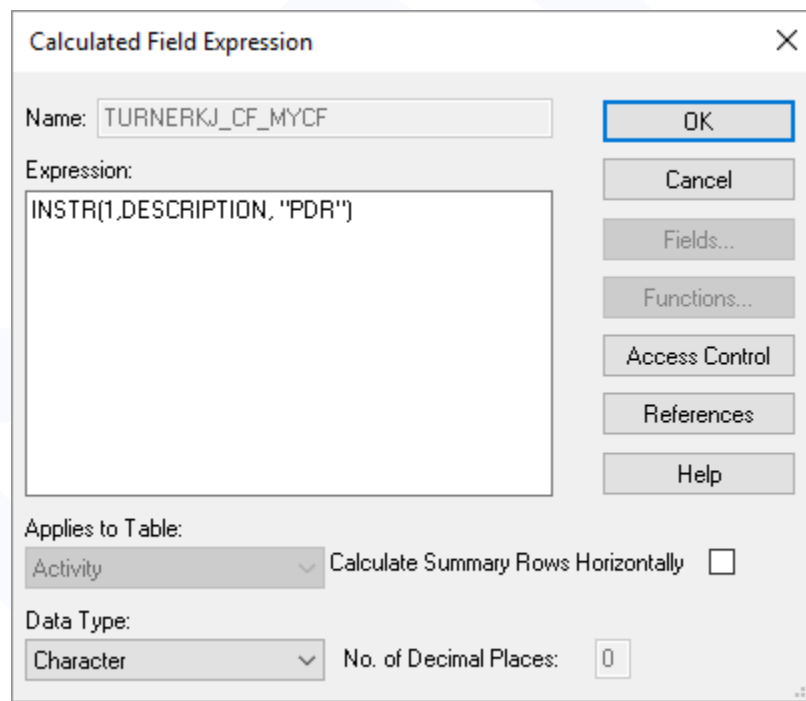 Calculated Field Expression
Name: TURNERKJ_CF_MYCF
OK
Expression:
Cancel
INSTR(1,DESCRIPTION, "PDR")
Fields...
Functions...
Access Control
References
Help
Applies to Table:
Activity
Calculate Summary Rows Horizontally
Data Type:
Character
No. of Decimal Places: 0